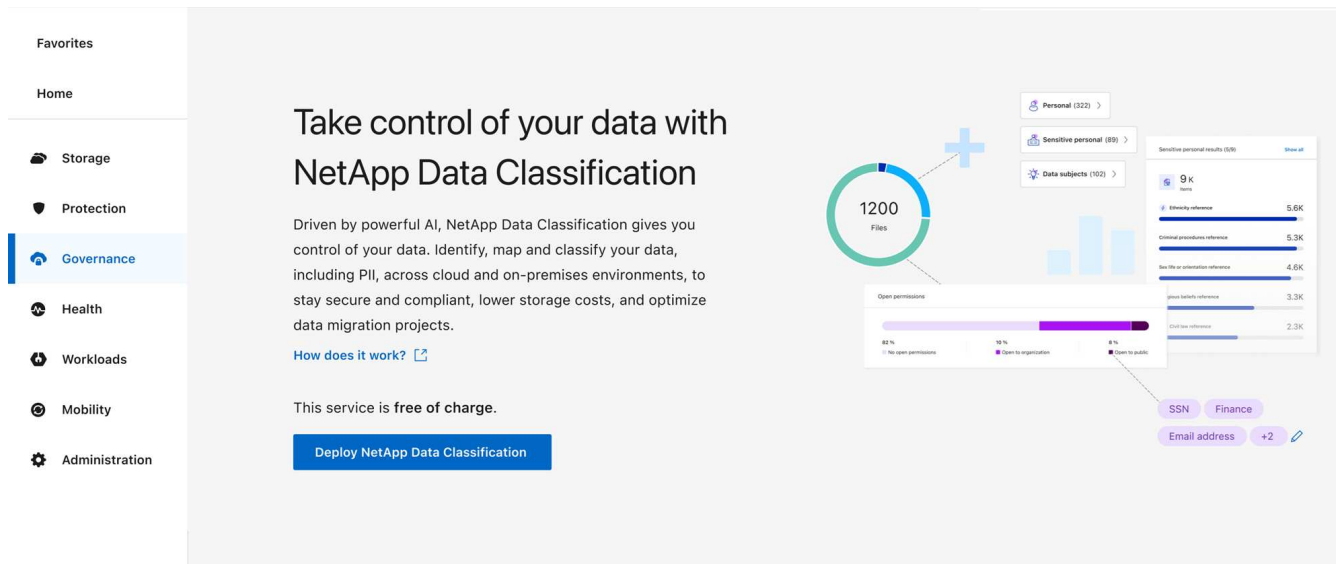 Favorites
Home
Storage
Protection
Governance
Health
Workloads
Mobility
Administration
Take control of your data with
NetApp Data Classification
Driven by powerful AI, NetApp Data Classification gives you
control of your data. Identify, map and classify your data,
including PII, across cloud and on-premises environments, to
stay secure and compliant, lower storage costs, and optimize
data migration projects.
How does it work?
This service is free of charge.
Deploy NetApp Data Classification
1200
Files
Personal (322)
Sensitive personal (89)
Data subjects (102)
Sensitive personal results (5/9) Show all
9 K
Items
Ethnicity reference 5.6K
Criminal procedures reference 5.3K
Sex life or orientation reference 4.6K
beliefs reference 3.3K
Civil law reference 2.3K
Open permissions
82 % 10 % 8 %
No open permissions Open to organization Open to public
SSN Finance
Email address +2